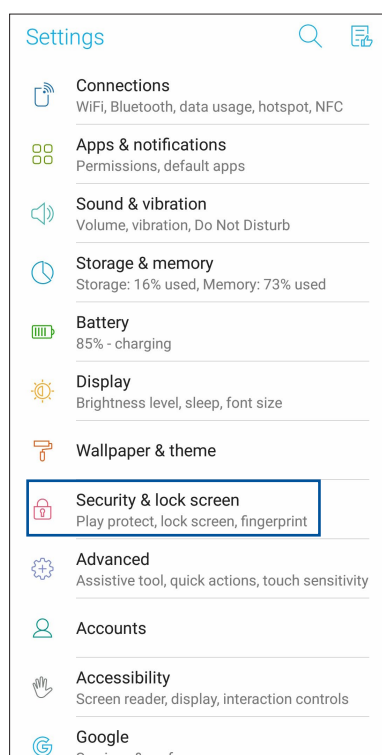 Settings
Connections
WiFi, Bluetooth, data usage, hotspot, NFC
Apps & notifications
Permissions, default apps
Sound & vibration
Volume, vibration, Do Not Disturb
Storage & memory
Storage: 16% used, Memory: 73% used
Battery
85% - charging
Display
Brightness level, sleep, font size
Wallpaper & theme
Security & lock screen
Play protect, lock screen, fingerprint
Advanced
Assistive tool, quick actions, touch sensitivity
Accounts
Accessibility
Screen reader, display, interaction controls
Google